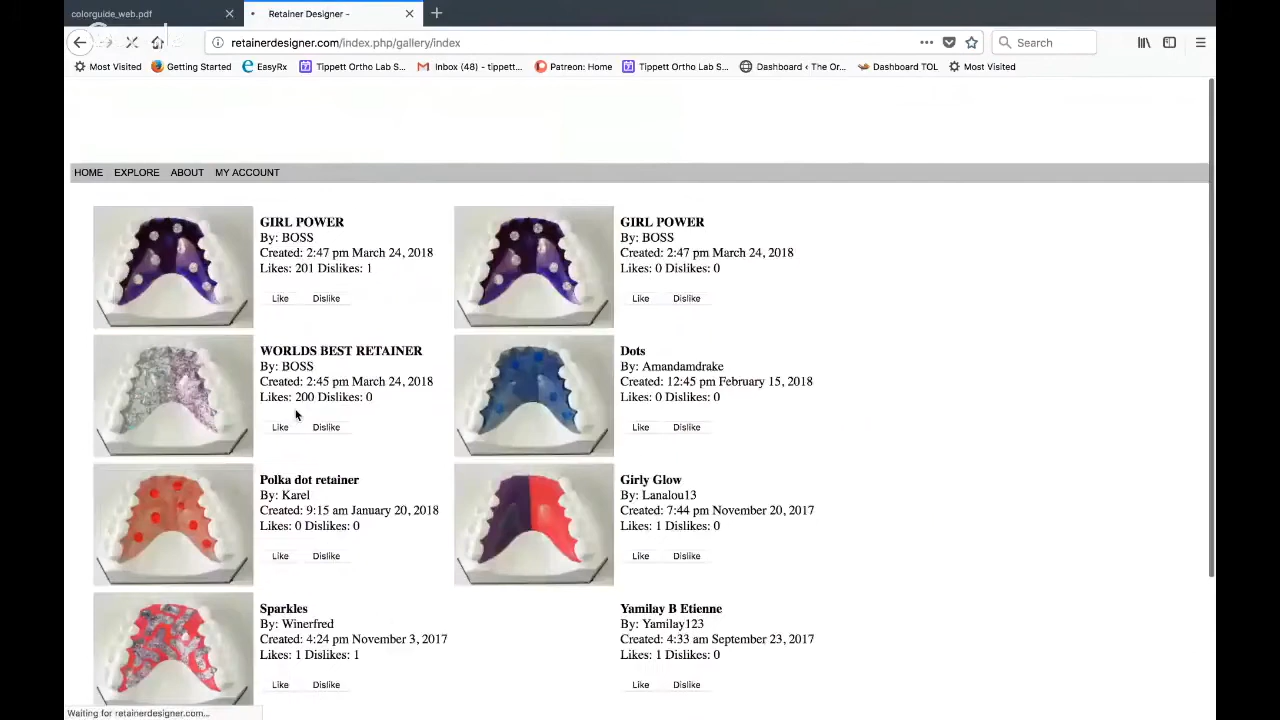 colorguide_web.pdf
Retainer Designer ~
retainerdesigner.com/index.php/gallery/index
Search
Most Visited Getting Started EasyRx Tippett Ortho Lab S... Inbox (48) - tippett... Patreon: Home Tippett Ortho Lab S... Dashboard ‹ The Or... Dashboard TOL Most Visited
HOME EXPLORE ABOUT MY ACCOUNT
GIRL POWER
By: BOSS
Created: 2:47 pm March 24, 2018
Likes: 201 Dislikes: 1
Like Dislike
GIRL POWER
By: BOSS
Created: 2:47 pm March 24, 2018
Likes: 0 Dislikes: 0
Like Dislike
WORLDS BEST RETAINER
By: BOSS
Created: 2:45 pm March 24, 2018
Likes: 200 Dislikes: 0
Like Dislike
Dots
By: Amandamdrake
Created: 12:45 pm February 15, 2018
Likes: 0 Dislikes: 0
Like Dislike
Polka dot retainer
By: Karel
Created: 9:15 am January 20, 2018
Likes: 0 Dislikes: 0
Like Dislike
Girly Glow
By: Lanalou13
Created: 7:44 pm November 20, 2017
Likes: 1 Dislikes: 0
Like Dislike
Sparkles
By: Winerfred
Created: 4:24 pm November 3, 2017
Likes: 1 Dislikes: 1
Like Dislike
Yamilay B Etienne
By: Yamilay123
Created: 4:33 am September 23, 2017
Likes: 1 Dislikes: 0
Like Dislike
Waiting for retainerdesigner.com...